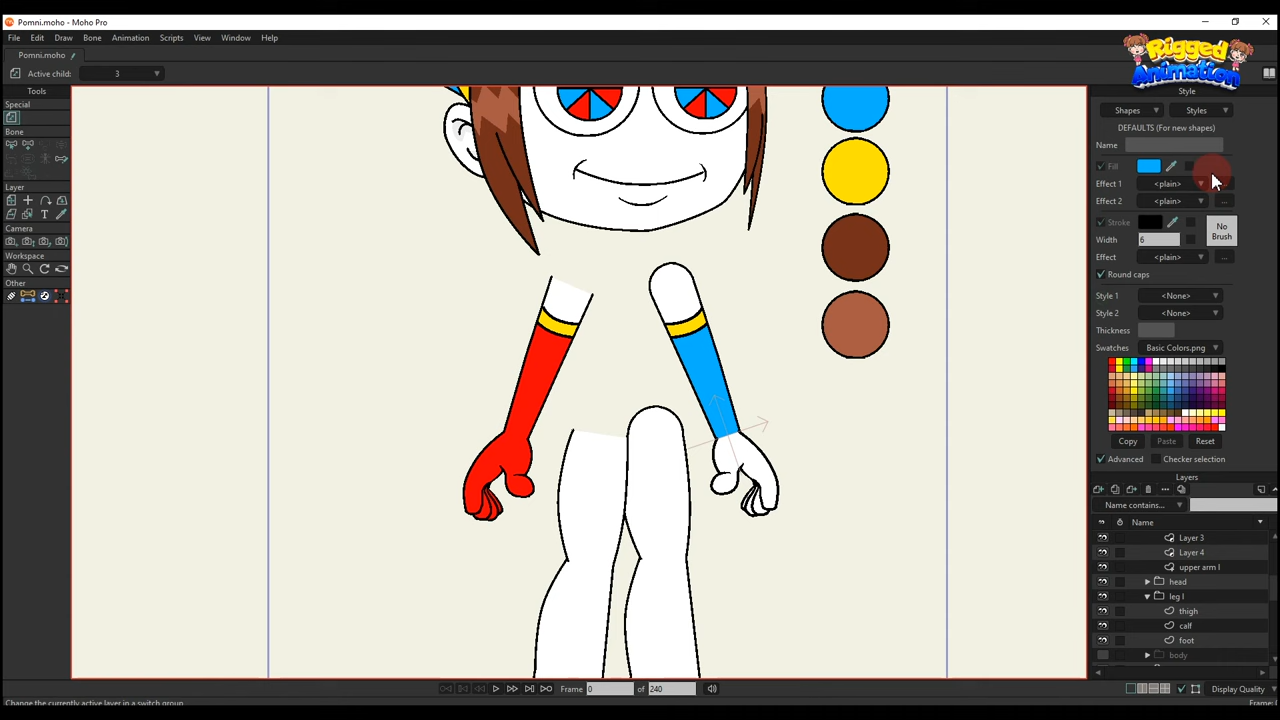 Pomni.moho - Moho Pro
File Edit Draw Bone Animation Scripts View Window Help
Pomni.moho
Active child: 3
Rigged Animation
Tools
Special
Bone
Layer
Camera
Workspace
Other
Style
Shapes Styles
DEFAULTS (For new shapes)
Name
Fill
Effect 1 <plain> ...
Effect 2 <plain> ...
Stroke No Brush
Width 6
Effect <plain> ...
Round caps
Style 1 <None>
Style 2 <None>
Thickness
Swatches Basic Colors.png
Copy Paste Reset
Advanced Checker selection
Layers
Name contains...
Name
Layer 3
Layer 4
upper arm l
head
leg l
thigh
calf
foot
body
Frame 0 of 240 Display Quality
Change the currently active layer in a switch group
Frame: